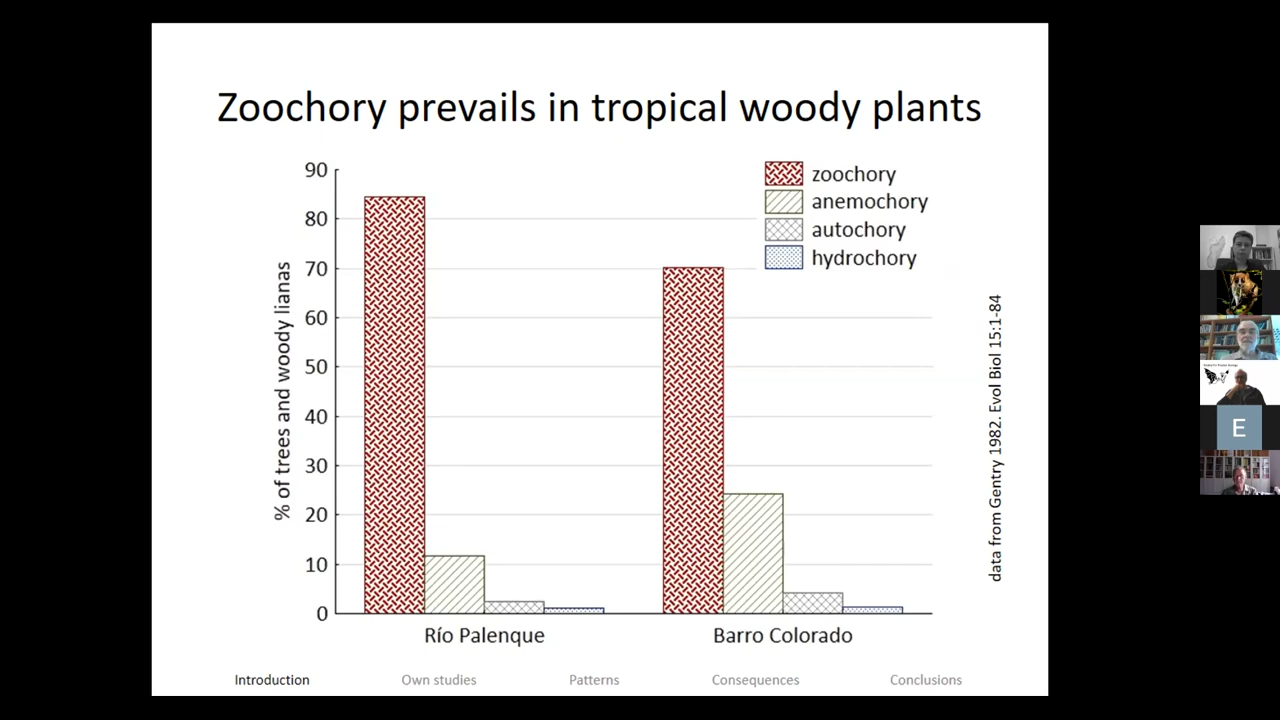 Zoochory prevails in tropical woody plants
% of trees and woody lianas
90
80
70
60
50
40
30
20
10
0
zoochory
anemochory
autochory
hydrochory
Río Palenque
Barro Colorado
data from Gentry 1982. Evol Biol 15:1-84
Introduction
Own studies
Patterns
Consequences
Conclusions
E